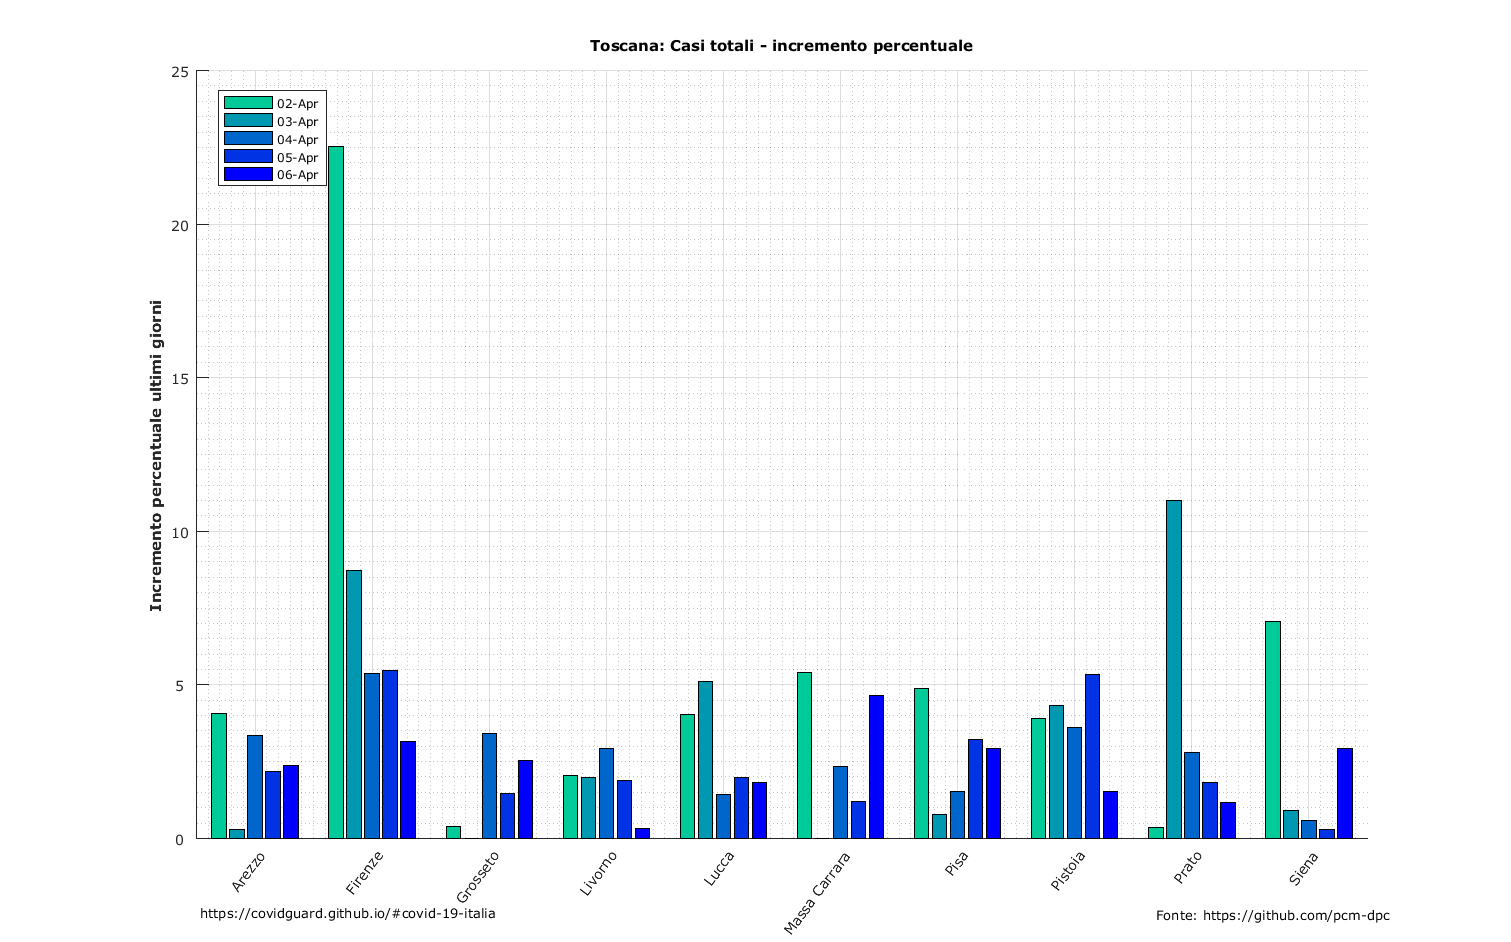 Toscana: Casi totali - incremento percentuale
25
20
15
10
5
0
Incremento percentuale ultimi giorni
02-Apr
03-Apr
04-Apr
05-Apr
06-Apr
Arezzo
Firenze
Grosseto
Livorno
Lucca
Massa Carrara
Pisa
Pistoia
Prato
Siena
https://covidguard.github.io/#covid-19-italia
Fonte: https://github.com/pcm-dpc